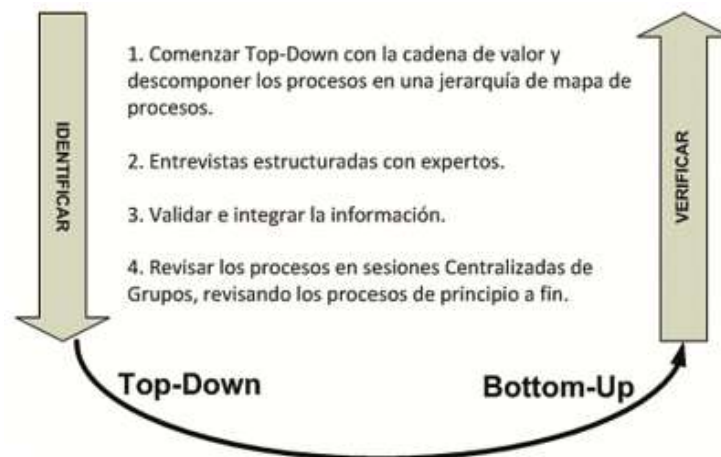 1. Comenzar Top-Down con la cadena de valor y
descomponer los procesos en una jerarquía de mapa de
procesos.
IDENTIFICAR
2. Entrevistas estructuradas con expertos.
VERIFICAR
3. Validar e integrar la información.
4. Revisar los procesos en sesiones Centralizadas de
Grupos, revisando los procesos de principio a fin.
Top-Down
Bottom-Up